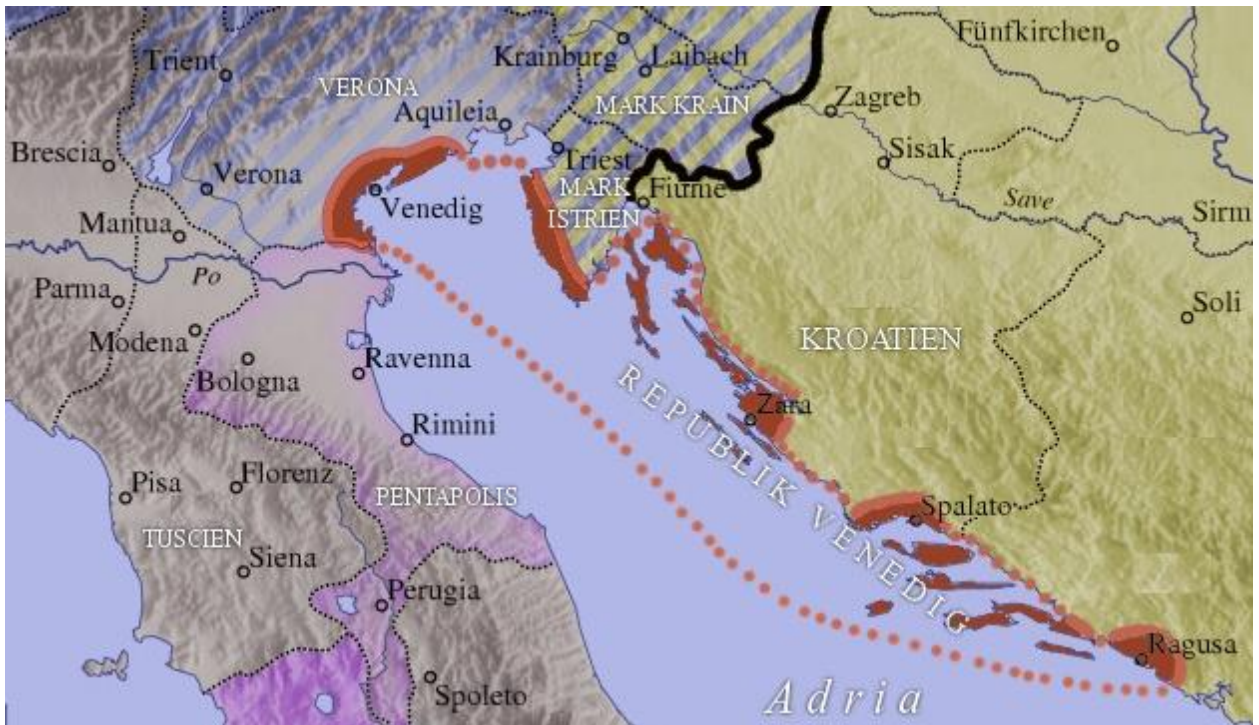 Fünfkirchen
Krainburg
Laibach
Trient
VERONA
MARK KRAIN
Zagreb
Aquileia
Brescia
Triest
Sisak
Verona
Venedig
MARK
ISTRIEN
Fiume
Save
Sirm
Mantua
Po
Parma
Soli
Modena
KROATIEN
Bologna
Ravenna
REPUBLIK VENEDIG
Zara
Rimini
Pisa
Florenz
PENTAPOLIS
Spalato
TUSCIEN
Siena
Perugia
Ragusa
Spoleto
Adria